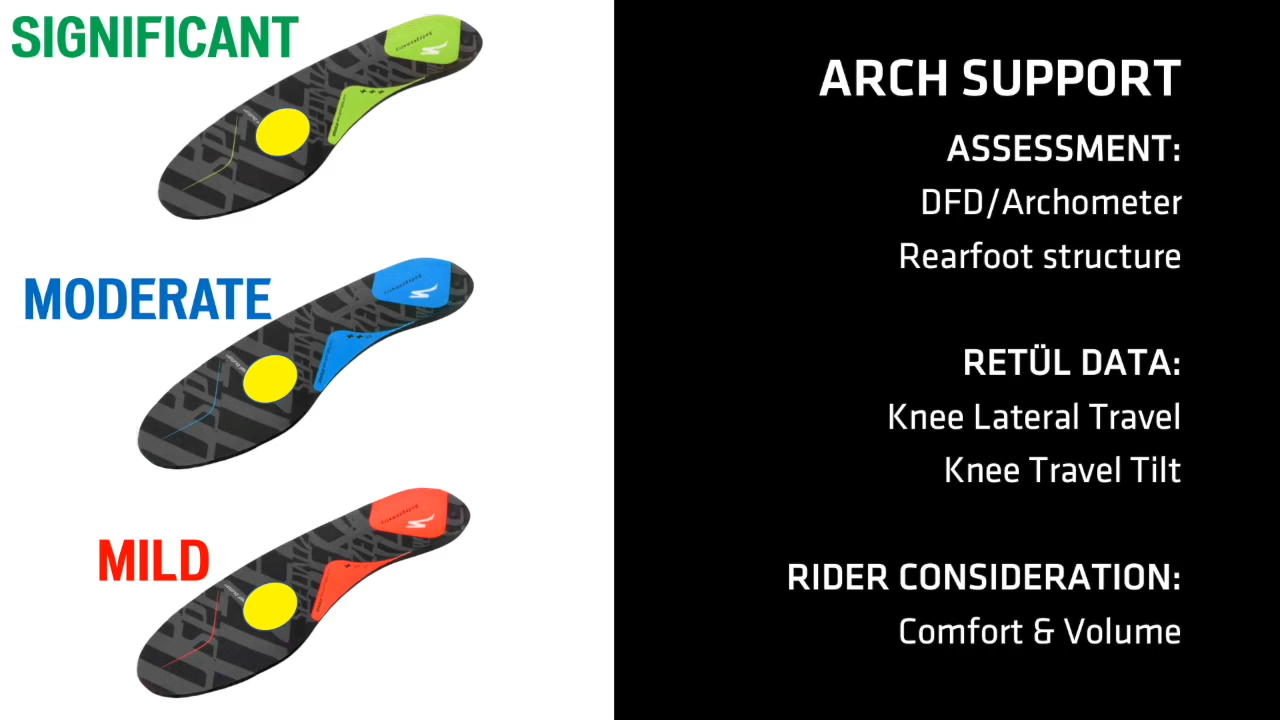 SIGNIFICANT
MODERATE
MILD
ARCH SUPPORT
ASSESSMENT:
DFD/Archometer
Rearfoot structure
RETÜL DATA:
Knee Lateral Travel
Knee Travel Tilt
RIDER CONSIDERATION:
Comfort & Volume